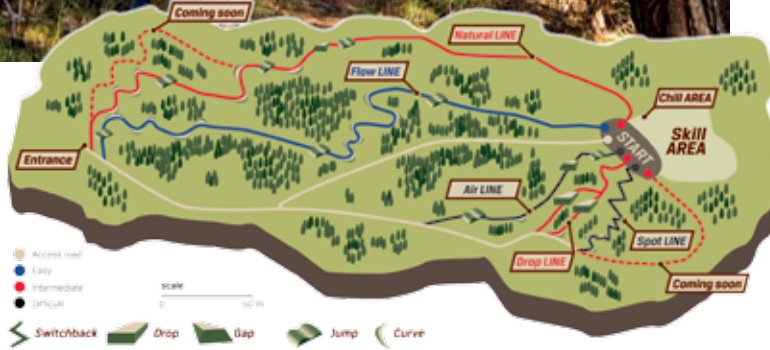 Coming soon
Natural LINE
Flow LINE
Chill AREA
START
Skill
AREA
Entrance
Air LINE
Spot LINE
Drop LINE
Coming soon
Access road
Easy
Intermediate
Difficult
scale
0 50 m
Switchback Drop Gap Jump Curve